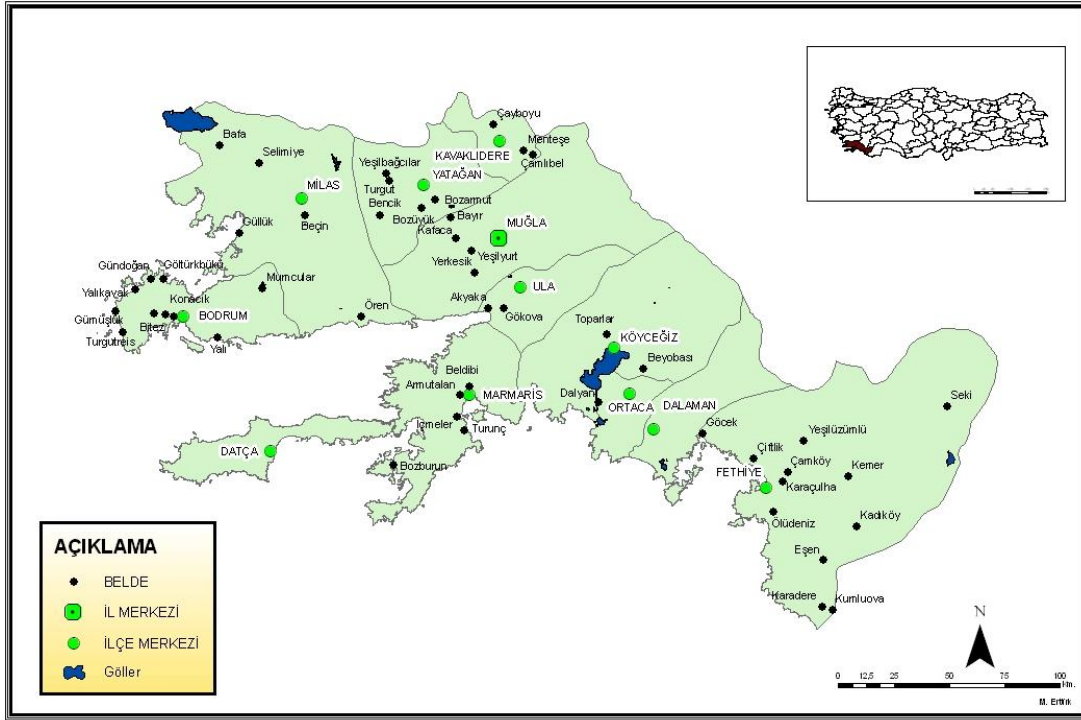 Çayboyu
Menteşe
Bafa
KAVAKLIDERE
Çamlıbel
Selimiye
Yeşilbağcılar
YATAĞAN
MİLAS
Turgut
Bozarmut
Bencik
Bozüyük
Bayır
Beçin
MUĞLA
Güllük
Kafaca
Yeşilyurt
Gündoğan
Göltürkbükü
Yerkesik
Mumcular
ULA
Yalıkavak
Konacık
Ören
Akyaka
Gökova
Gümüşlük
Bitez
BODRUM
Toparlar
KÖYCEĞİZ
Turgutreis
Yalı
Beyobası
Beldibi
Armutalan
MARMARİS
Dalyan
ORTACA
DALAMAN
Seki
İçmeler
Turunç
Göcek
Yeşilüzümlü
DATÇA
Çiftlik
Bozburun
FETHİYE
Çamköy
Kemer
Karaçulha
Ölüdeniz
Kadıköy
Eşen
Karadere
Kumluova
AÇIKLAMA
BELDE
İL MERKEZİ
İLÇE MERKEZİ
Göller
N
0 12,5 25 50 75 100
Km.
M. Ertürk